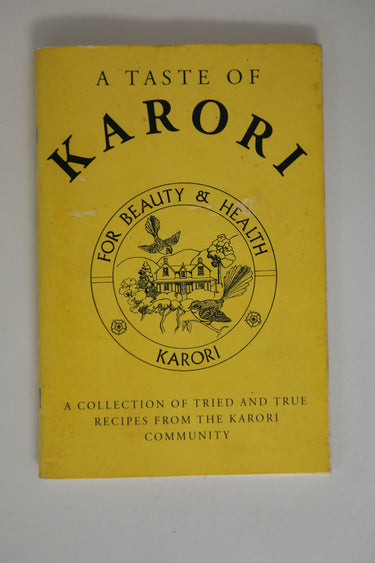 A TASTE OF
KARORI
FOR BEAUTY & HEALTH
KARORI
A COLLECTION OF TRIED AND TRUE
RECIPES FROM THE KARORI
COMMUNITY